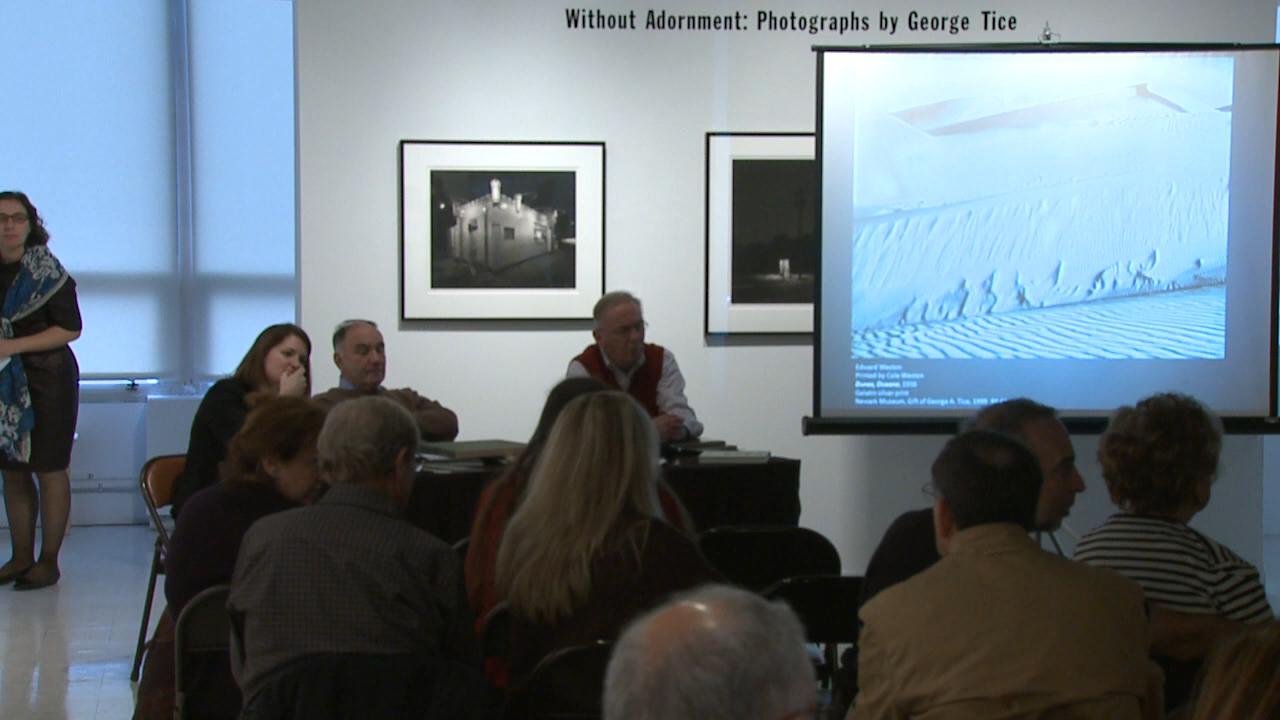 Without Adornment: Photographs by George Tice
Edward Weston
Printed by Cole Weston
Dunes, Oceano, 1936
Gelatin silver print
Newark Museum, Gift of George A. Tice, 1999